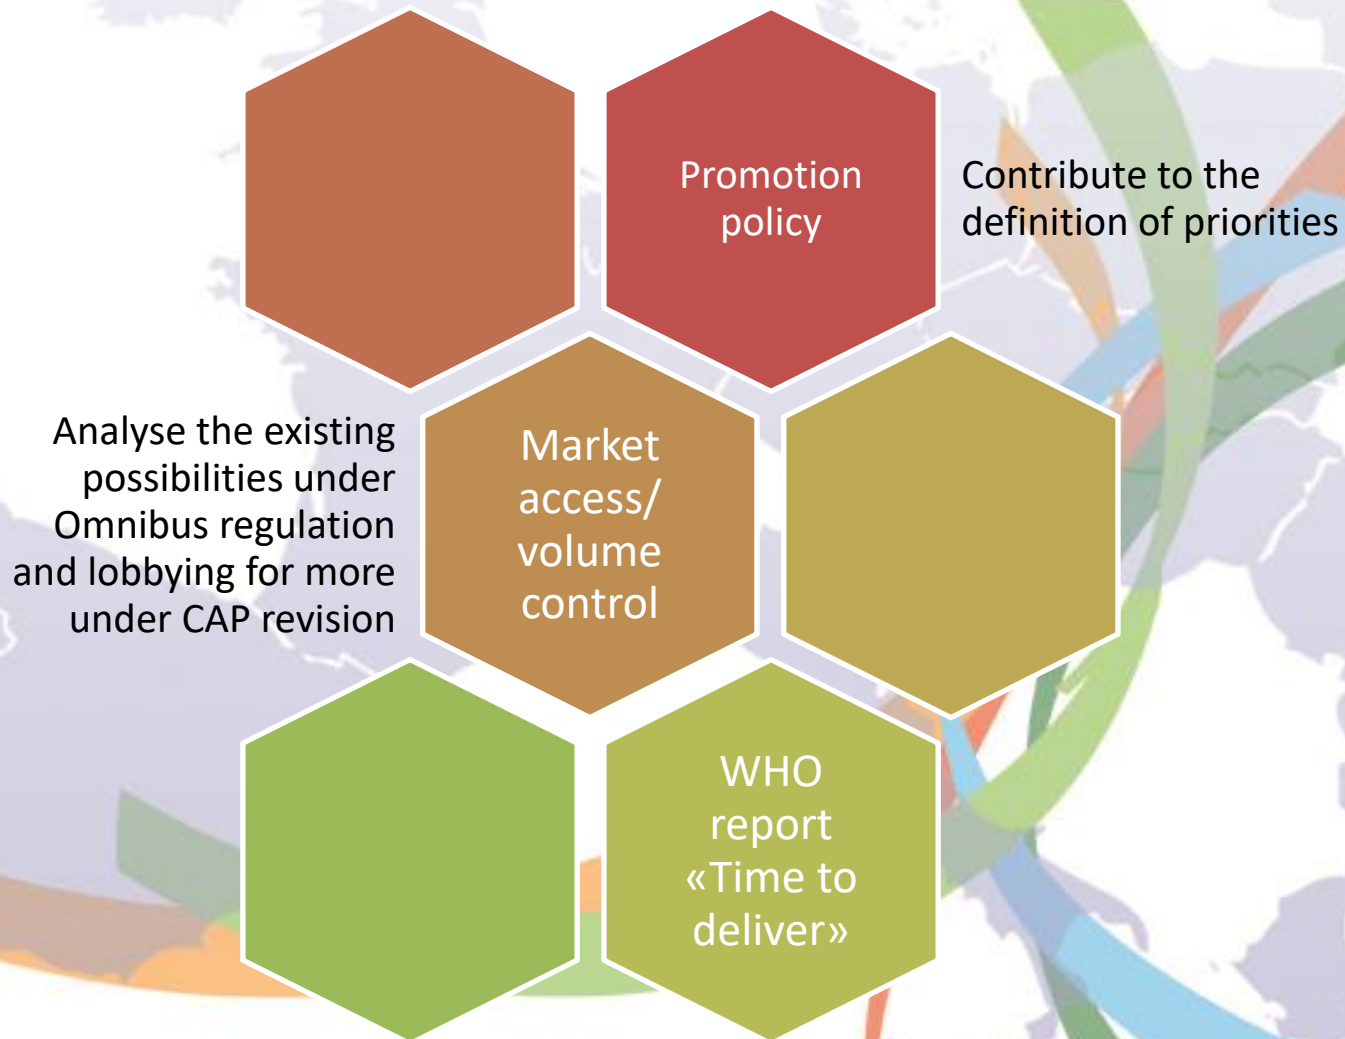 Promotion
policy
Contribute to the
definition of priorities
Analyse the existing
possibilities under
Omnibus regulation
and lobbying for more
under CAP revision
Market
access/
volume
control
WHO
report
«Time to
deliver»